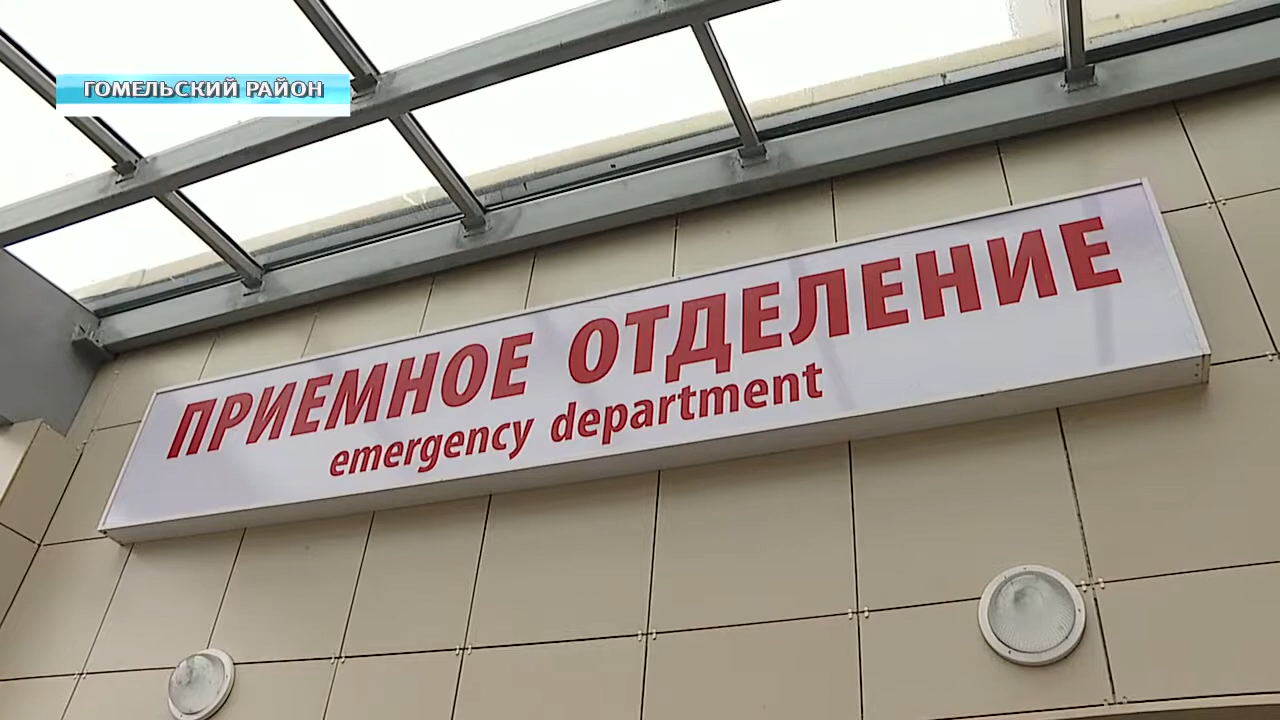 ГОМЕЛЬСКИЙ РАЙОН
ПРИЕМНОЕ ОТДЕЛЕНИЕ
emergency department